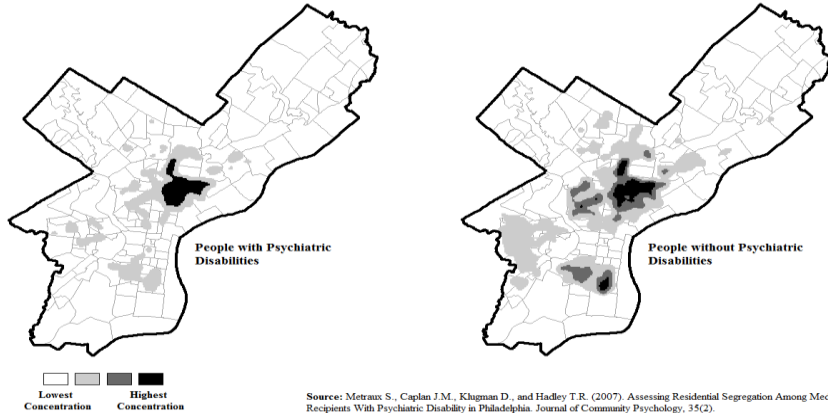 People with Psychiatric
Disabilities
People without Psychiatric
Disabilities
Lowest
Concentration
Highest
Concentration
Source: Metraux S., Caplan J.M., Klugman D., and Hadley T.R. (2007). Assessing Residential Segregation Among
Recipients With Psychiatric Disability in Philadelphia. Journal of Community Psychology, 35(2).